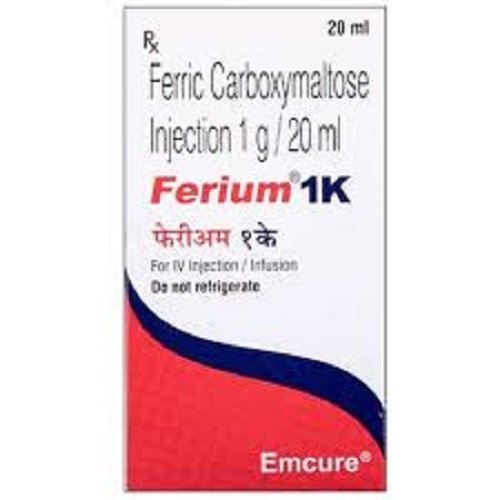 Rx 20 ml
Ferric Carboxymaltose
Injection 1 g / 20 ml
Ferium® 1K
फेरीअम १के
For IV Injection / Infusion
Do not refrigerate
Emcure®